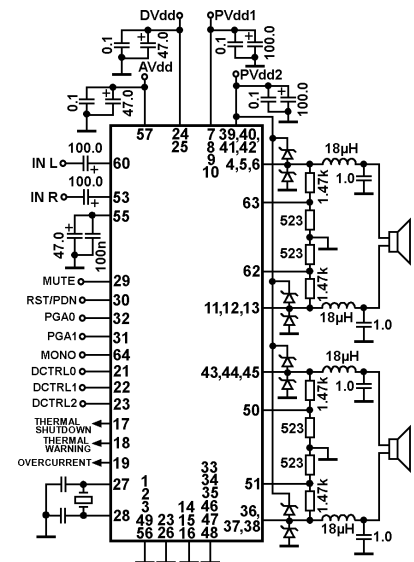 DVdd PVdd1
0.1 47.0 0.1 100.0
AVdd PVdd2
0.1 47.0 0.1 100.0
57 24 7 39,40,
25 8 41,42
9 4,5,6 18µH
10 1.47k 1.0
100.0
IN L 60
100.0
IN R 53 63
55 523
47.0 100n 523
62
MUTE 29 1.47k
RST/PDN 30 11,12,13
PGA0 32 18µH 1.0
PGA1 31
MONO 64 18µH
DCTRL0 21 43,44,45
DCTRL1 22 1.47k 1.0
DCTRL2 23 50
THERMAL
SHUTDOWN 17 523
THERMAL
WARNING 18
OVERCURRENT 19 523
27 1 33 51
2 34
3 35 36,
28 49 23 14 15 46 47 37,38 1.47k
56 26 16 48 18µH 1.0